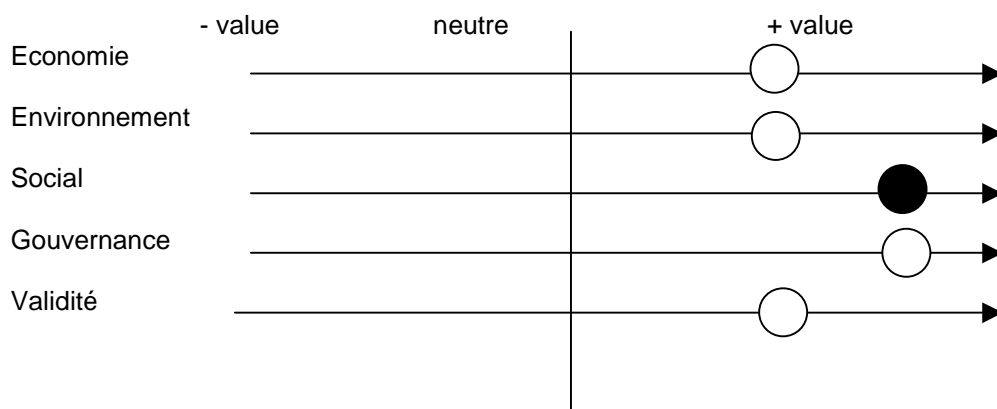 - value neutre + value
Economie
Environnement
Social
Gouvernance
Validité